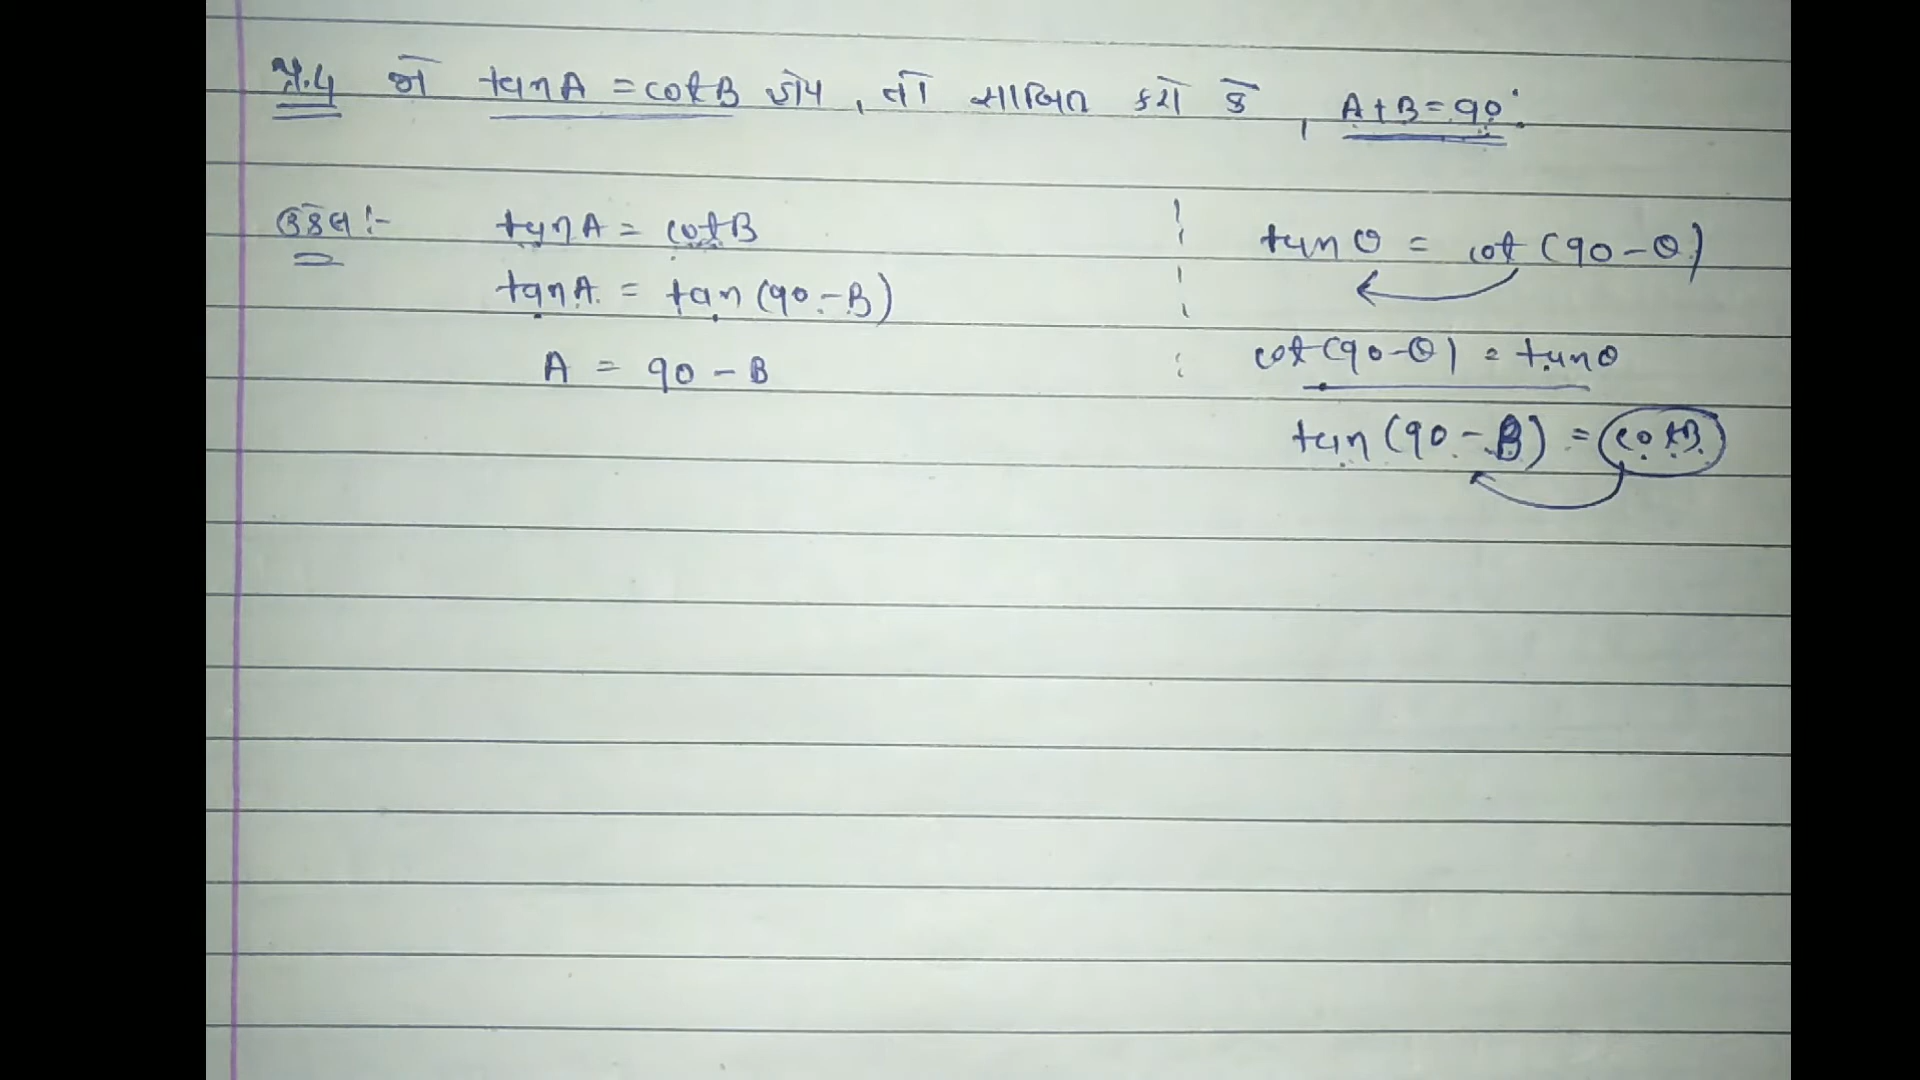 પ્ર.4 જો tanA = cotB હોય, તો સાબિત કરો કે, A+B=90°.
ઉકેલ :- tanA = cotB
tanA = tan(90-B)
A = 90 - B
tanθ = cot(90-θ)
cot(90-θ) = tanθ
tan(90-B) = cotB